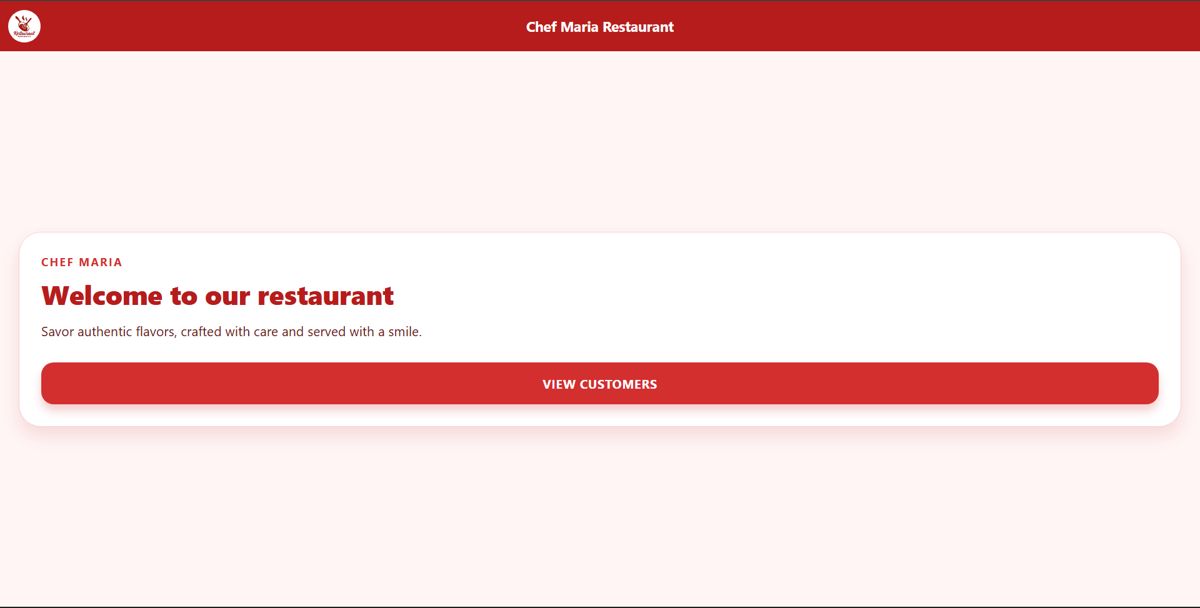 Restaurant
Chef Maria Restaurant
CHEF MARIA
Welcome to our restaurant
Savor authentic flavors, crafted with care and served with a smile.
VIEW CUSTOMERS